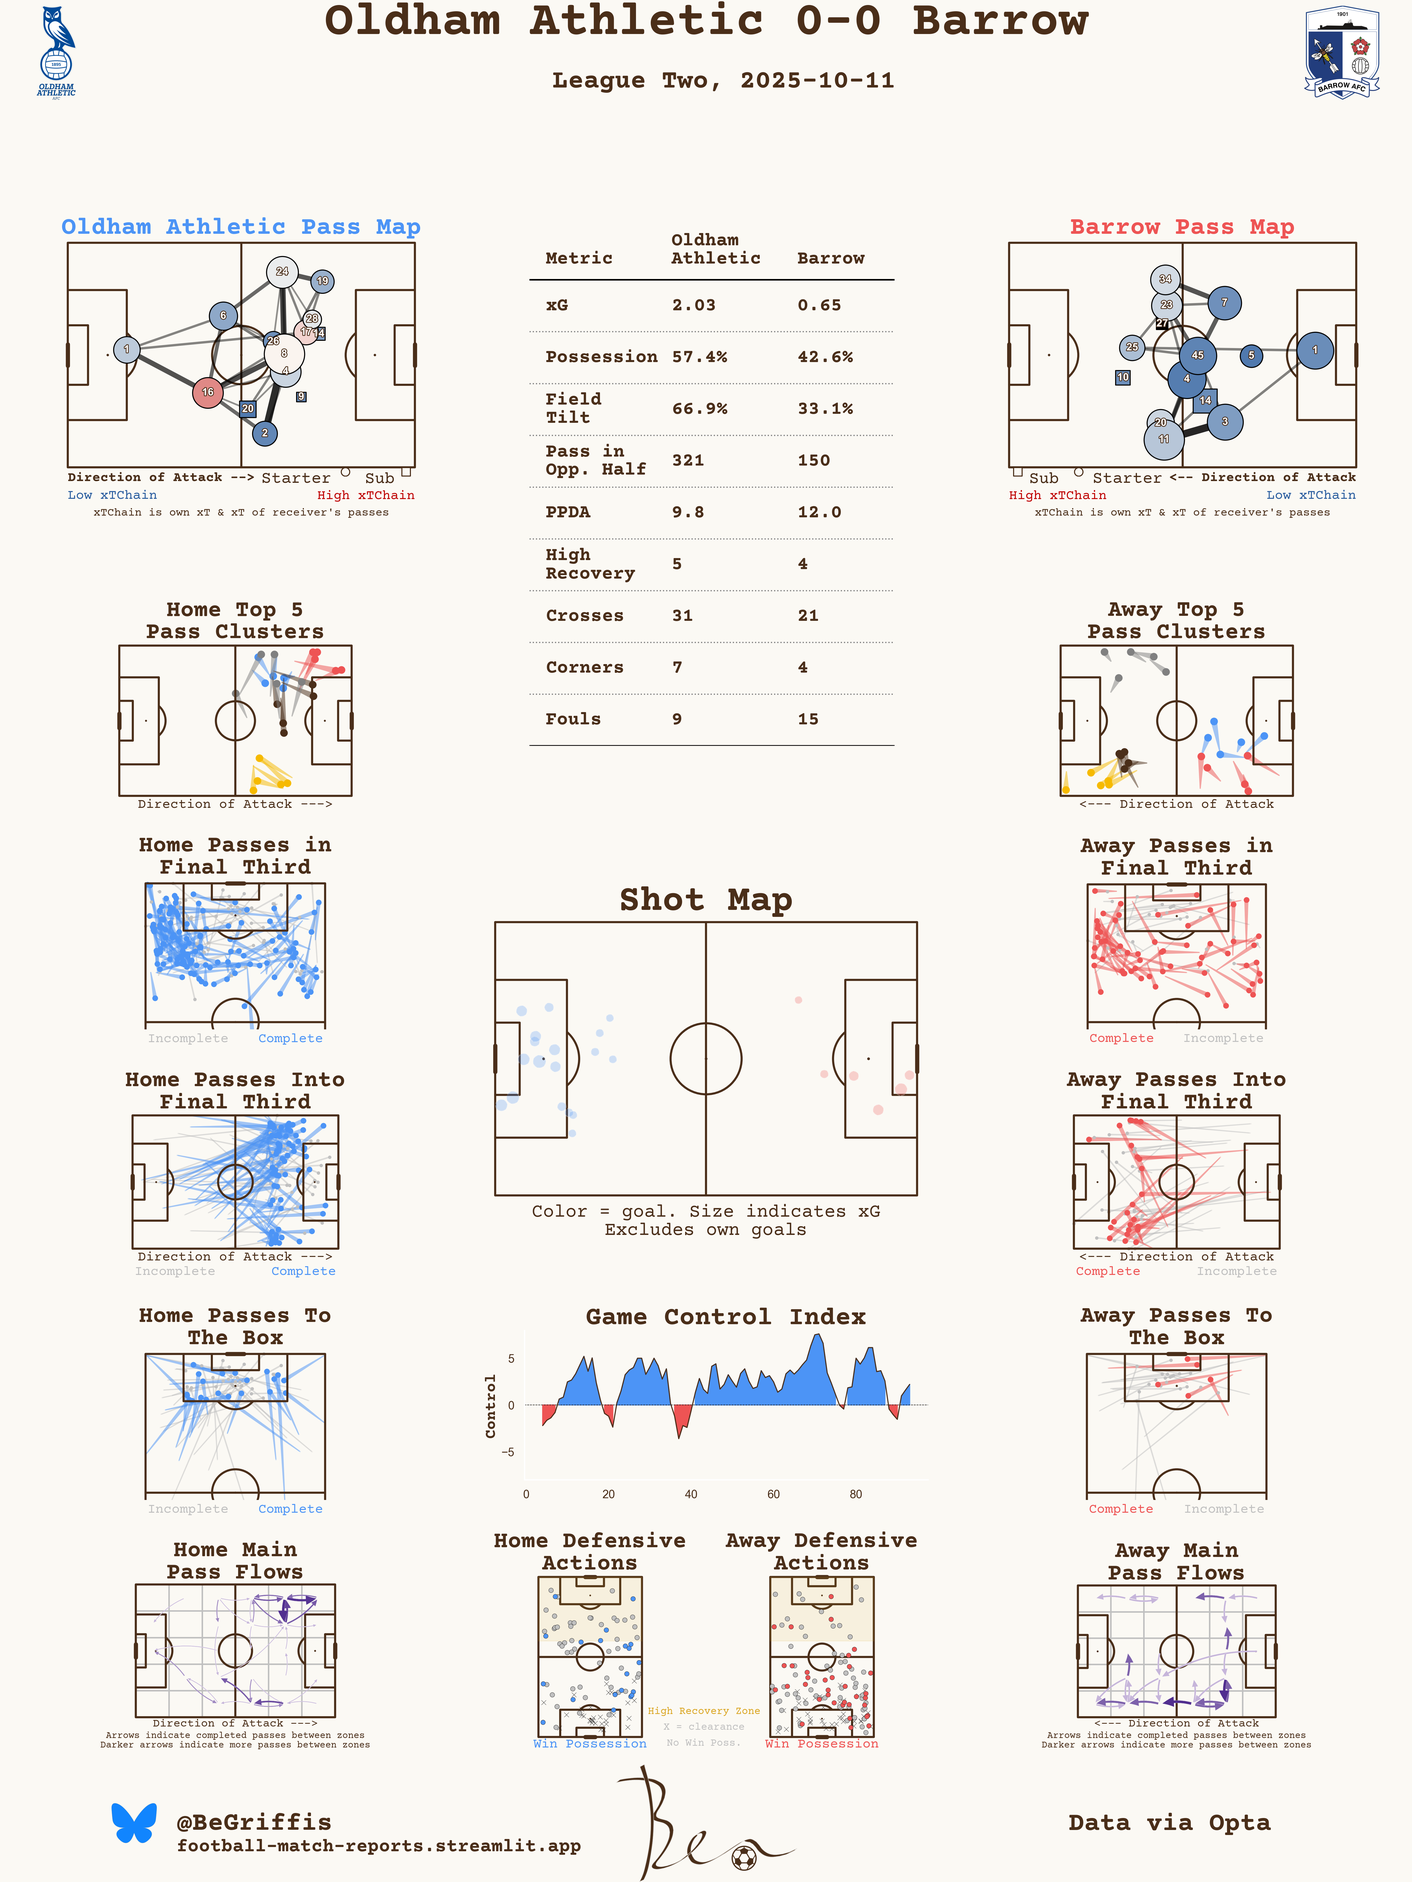 Oldham Athletic 0-0 Barrow
League Two, 2025-10-11
1895
OLDHAM
ATHLETIC
AFC
1901
BARROW AFC
Oldham Athletic Pass Map
24
19
6
28
17
14
26
1
8
4
16
9
20
2
Direction of Attack --> Starter Sub
Low xTChain High xTChain
xTChain is own xT & xT of receiver's passes
Metric Oldham Athletic Barrow
xG 2.03 0.65
Possession 57.4% 42.6%
Field Tilt 66.9% 33.1%
Pass in Opp. Half 321 150
PPDA 9.8 12.0
High Recovery 5 4
Crosses 31 21
Corners 7 4
Fouls 9 15
Barrow Pass Map
34
23
7
27
25
45
5
1
10
4
14
20
3
11
Sub Starter <-- Direction of Attack
High xTChain Low xTChain
xTChain is own xT & xT of receiver's passes
Home Top 5
Pass Clusters
Direction of Attack --->
Away Top 5
Pass Clusters
<--- Direction of Attack
Home Passes in
Final Third
Incomplete Complete
Away Passes in
Final Third
Complete Incomplete
Shot Map
Color = goal. Size indicates xG
Excludes own goals
Home Passes Into
Final Third
Direction of Attack --->
Incomplete Complete
Away Passes Into
Final Third
<--- Direction of Attack
Complete Incomplete
Home Passes To
The Box
Incomplete Complete
Game Control Index
Control
5
0
−5
0 20 40 60 80
Away Passes To
The Box
Complete Incomplete
Home Main
Pass Flows
Direction of Attack --->
Arrows indicate completed passes between zones
Darker arrows indicate more passes between zones
Home Defensive
Actions
Win Possession
Away Defensive
Actions
Win Possession
High Recovery Zone
X = clearance
No Win Poss.
Away Main
Pass Flows
<--- Direction of Attack
Arrows indicate completed passes between zones
Darker arrows indicate more passes between zones
@BeGriffis
football-match-reports.streamlit.app
Ben
Data via Opta